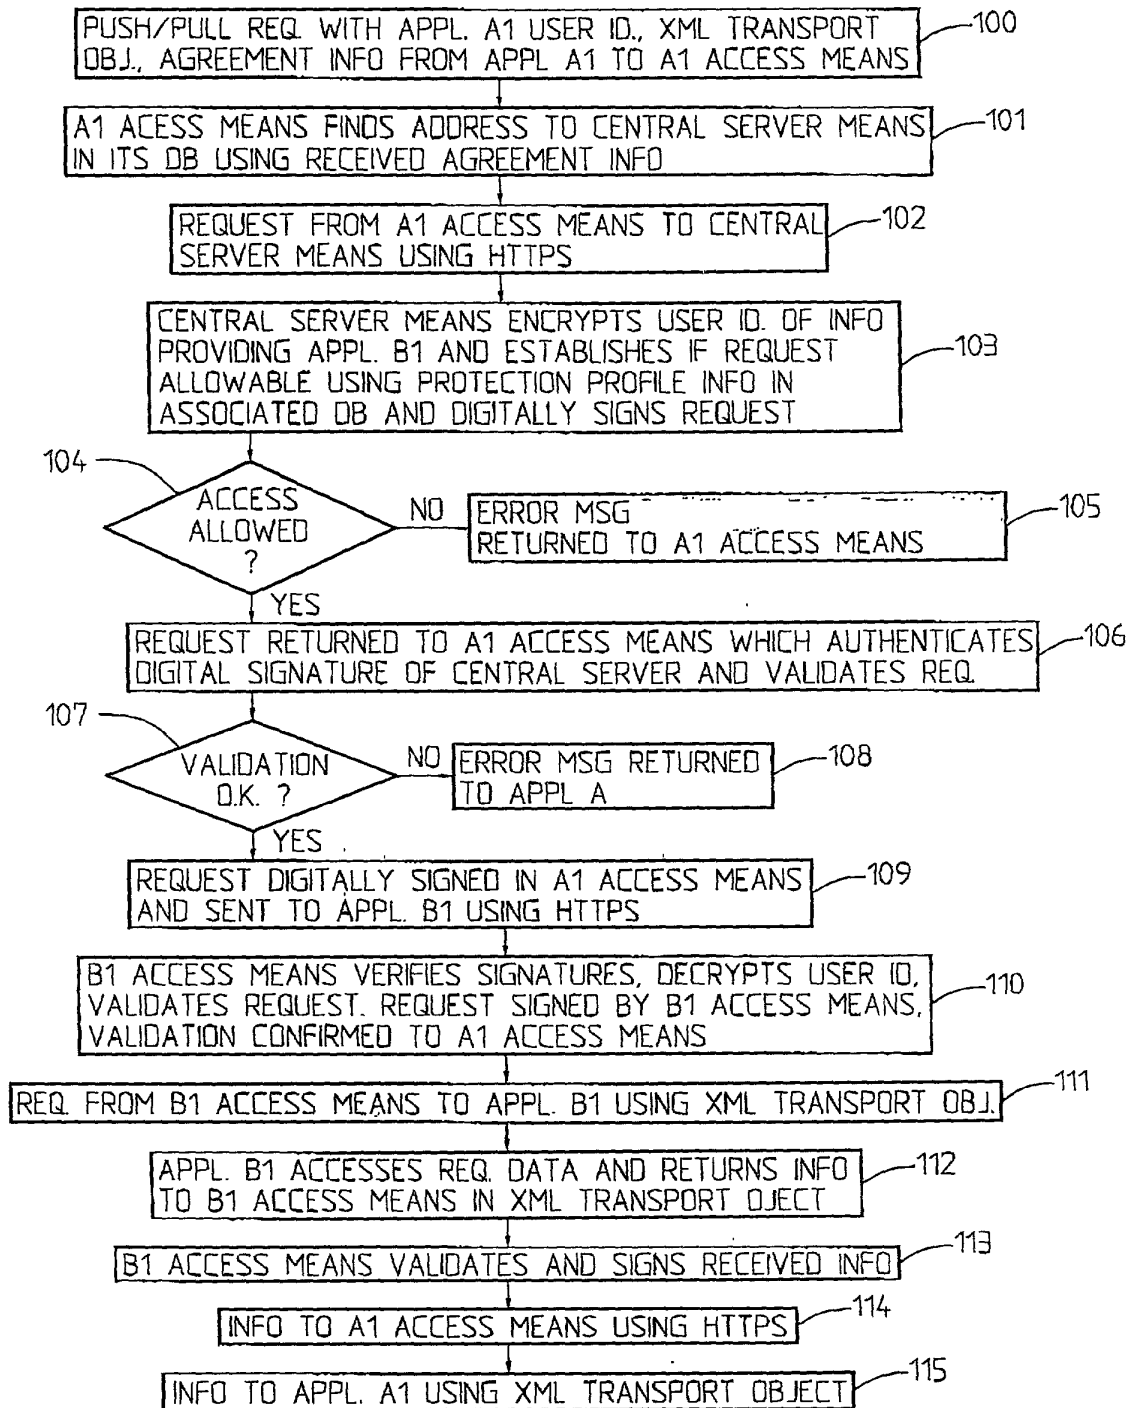 PUSH/PULL REQ. WITH APPL. A1 USER ID., XML TRANSPORT
OBJ., AGREEMENT INFO FROM APPL A1 TO A1 ACCESS MEANS
100
A1 ACESS MEANS FINDS ADDRESS TO CENTRAL SERVER MEANS
IN ITS DB USING RECEIVED AGREEMENT INFO
101
REQUEST FROM A1 ACCESS MEANS TO CENTRAL
SERVER MEANS USING HTTPS
102
CENTRAL SERVER MEANS ENCRYPTS USER ID. OF INFO
PROVIDING APPL. B1 AND ESTABLISHES IF REQUEST
ALLOWABLE USING PROTECTION PROFILE INFO IN
ASSOCIATED DB AND DIGITALLY SIGNS REQUEST
103
104
ACCESS
ALLOWED
?
NO
ERROR MSG
RETURNED TO A1 ACCESS MEANS
105
YES
REQUEST RETURNED TO A1 ACCESS MEANS WHICH AUTHENTICATES
DIGITAL SIGNATURE OF CENTRAL SERVER AND VALIDATES REQ.
106
107
VALIDATION
O.K. ?
NO
ERROR MSG RETURNED
TO APPL A
108
YES
REQUEST DIGITALLY SIGNED IN A1 ACCESS MEANS
AND SENT TO APPL. B1 USING HTTPS
109
B1 ACCESS MEANS VERIFIES SIGNATURES, DECRYPTS USER ID,
VALIDATES REQUEST. REQUEST SIGNED BY B1 ACCESS MEANS,
VALIDATION CONFIRMED TO A1 ACCESS MEANS
110
REQ. FROM B1 ACCESS MEANS TO APPL. B1 USING XML TRANSPORT OBJ.
111
APPL. B1 ACCESSES REQ. DATA AND RETURNS INFO
TO B1 ACCESS MEANS IN XML TRANSPORT OJECT
112
B1 ACCESS MEANS VALIDATES AND SIGNS RECEIVED INFO
113
INFO TO A1 ACCESS MEANS USING HTTPS
114
INFO TO APPL. A1 USING XML TRANSPORT OBJECT
115